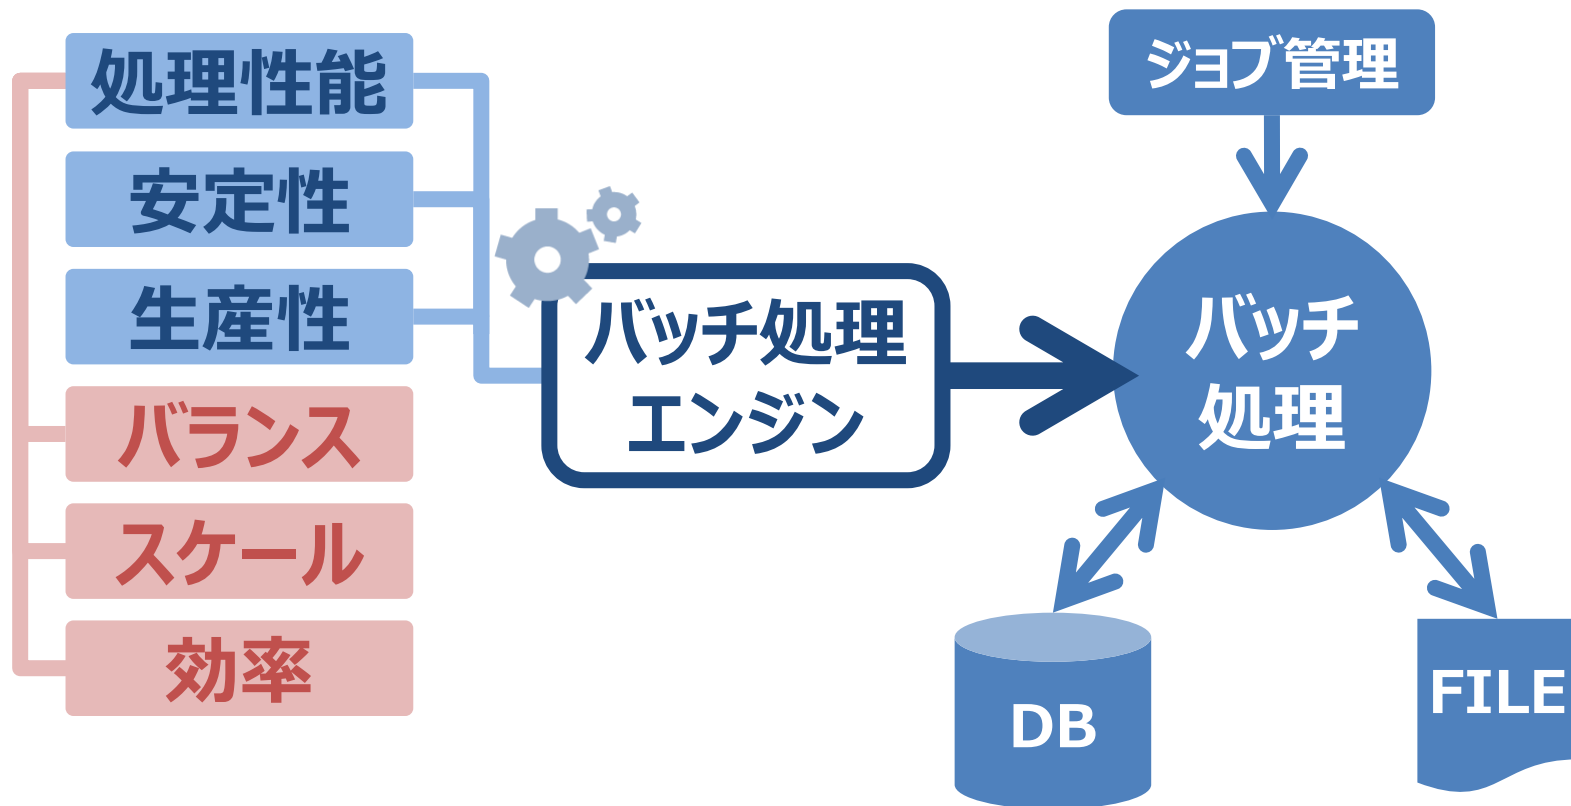 処理性能
安定性
生産性
バランス
スケール
効率
バッチ処理
エンジン
ジョブ管理
バッチ
処理
DB
FILE